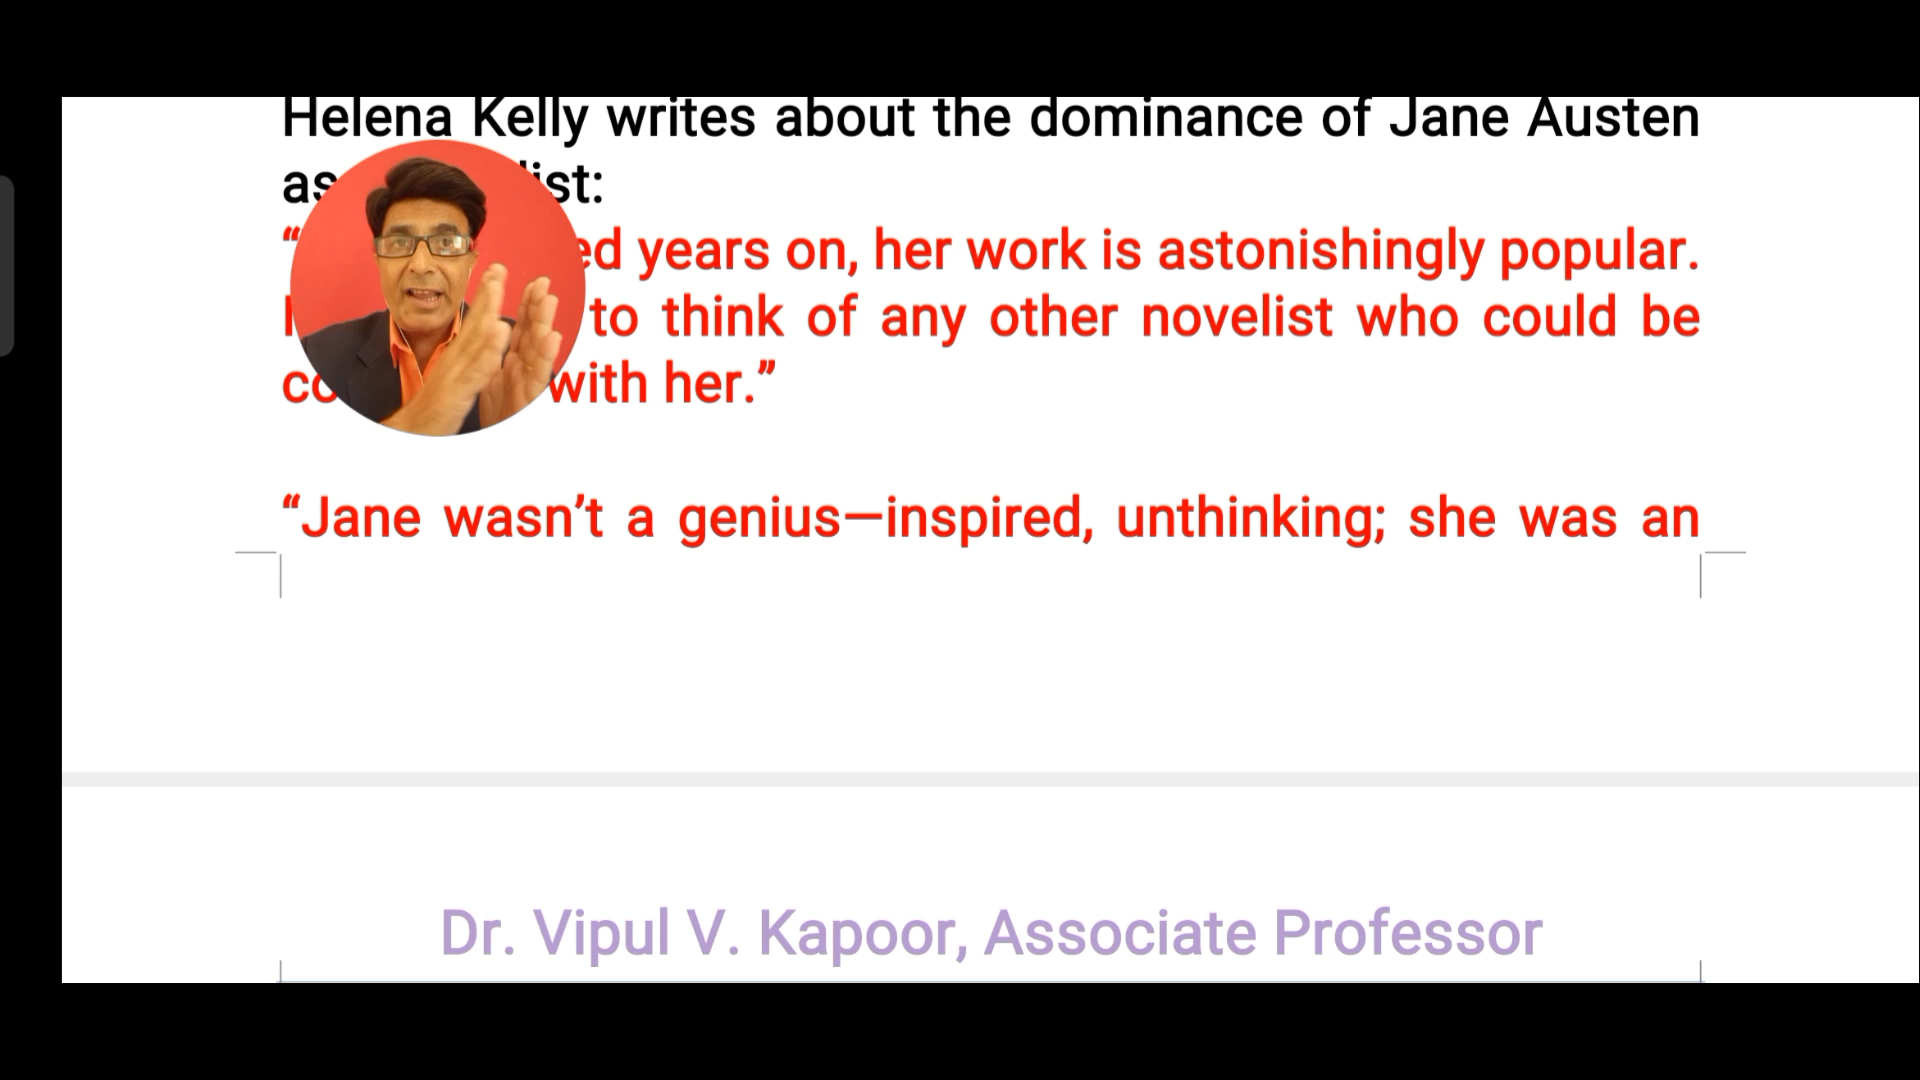 Helena Kelly writes about the dominance of Jane Austen
as
“ years on, her work is astonishingly popular.
to think of any other novelist who could be
with her.”
“Jane wasn’t a genius—inspired, unthinking; she was an
Dr. Vipul V. Kapoor, Associate Professor